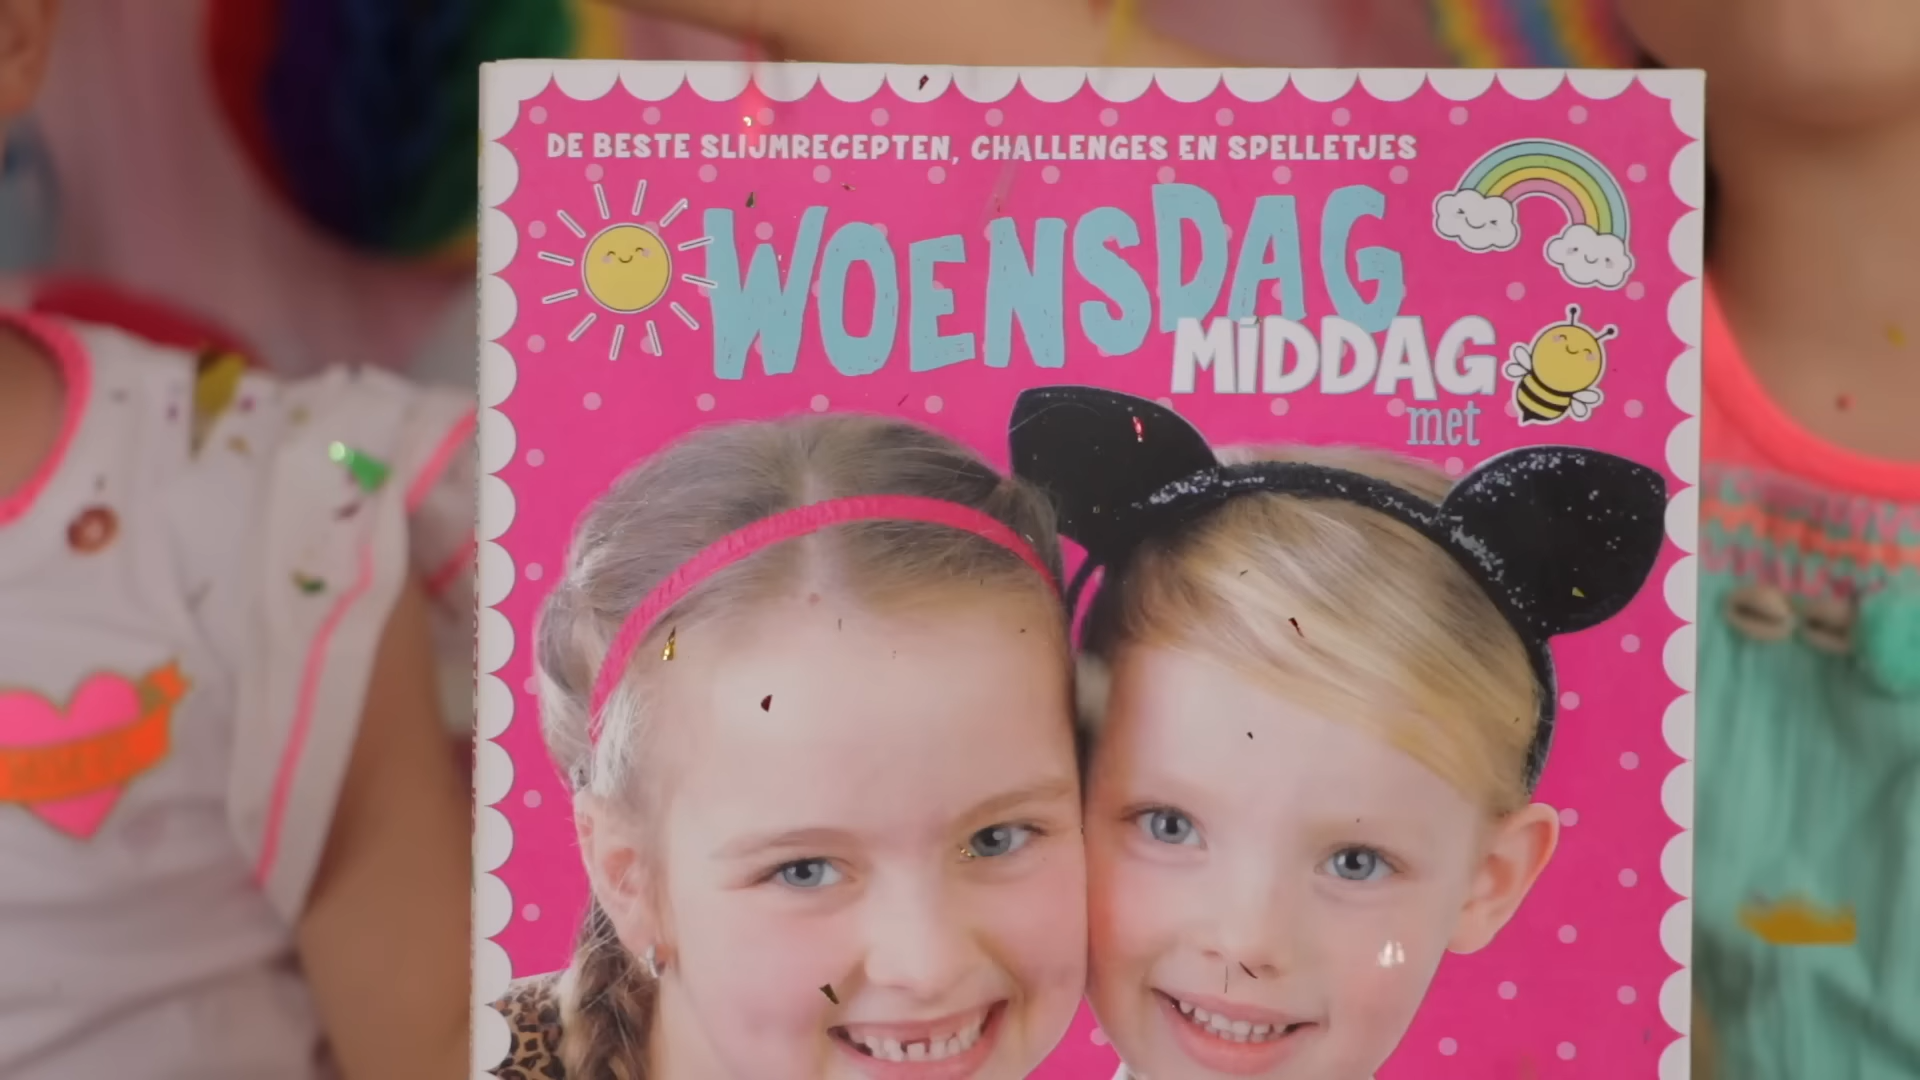 DE BESTE SLIJMRECEPTEN, CHALLENGES EN SPELLETJES
WOENSDAG
MIDDAG
met